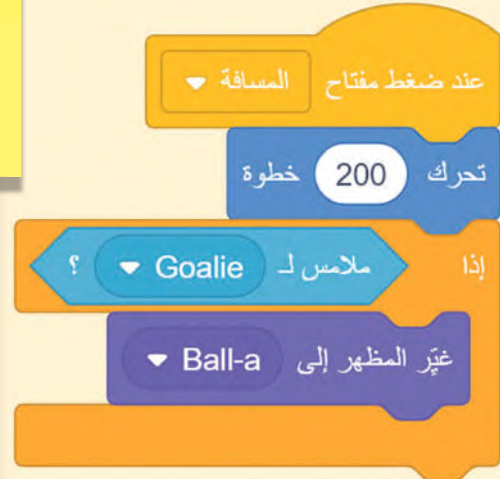 عند ضغط مفتاح المسافة
تحرك 200 خطوة
إذا ملامس لـ Goalie ؟
غيّر المظهر إلى Ball-a